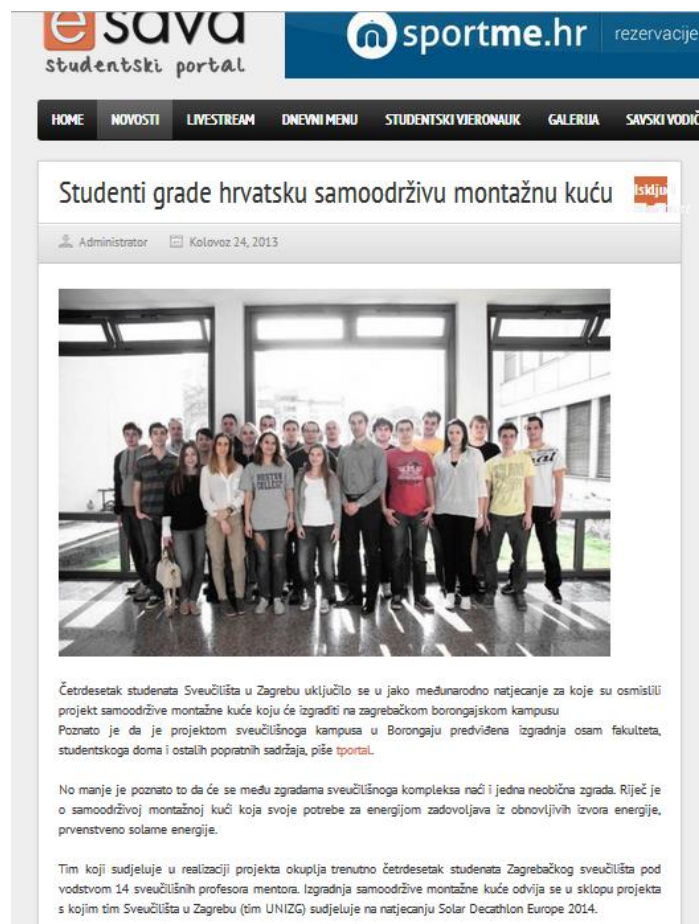 e sava
studentski portal
sportme.hr
rezervacije
HOME NOVOSTI LIVESTREAM DNEVNI MENU STUDENTSKI VJERONAUK GALERIJA SAVSKI VODIČ
Studenti grade hrvatsku samoodrživu montažnu kuću
Administrator Kolovoz 24, 2013
BOSTON
COLLEGE
Četrdesetak studenata Sveučilišta u Zagrebu uključilo se u jako međunarodno natjecanje za koje su osmislili
projekt samoodržive montažne kuće koju će izgraditi na zagrebačkom borongajskom kampusu
Poznato je da je projektom sveučilišnoga kampusa u Borongaju predviđena izgradnja osam fakulteta,
studentskoga doma i ostalih popratnih sadržaja, piše tportal.
No manje je poznato to da će se među zgradama sveučilišnoga kompleksa naći i jedna neobična zgrada. Riječ je
o samoodrživoj montažnoj kući koja svoje potrebe za energijom zadovoljava iz obnovljivih izvora energije,
prvenstveno solarne energije.
Tim koji sudjeluje u realizaciji projekta okuplja trenutno četrdesetak studenata Zagrebačkog sveučilišta pod
vodstvom 14 sveučilišnih profesora mentora. Izgradnja samoodržive montažne kuće odvija se u sklopu projekta
s kojim tim Sveučilišta u Zagrebu (tim UNIZG) sudjeluje na natjecanju Solar Decathlon Europe 2014.